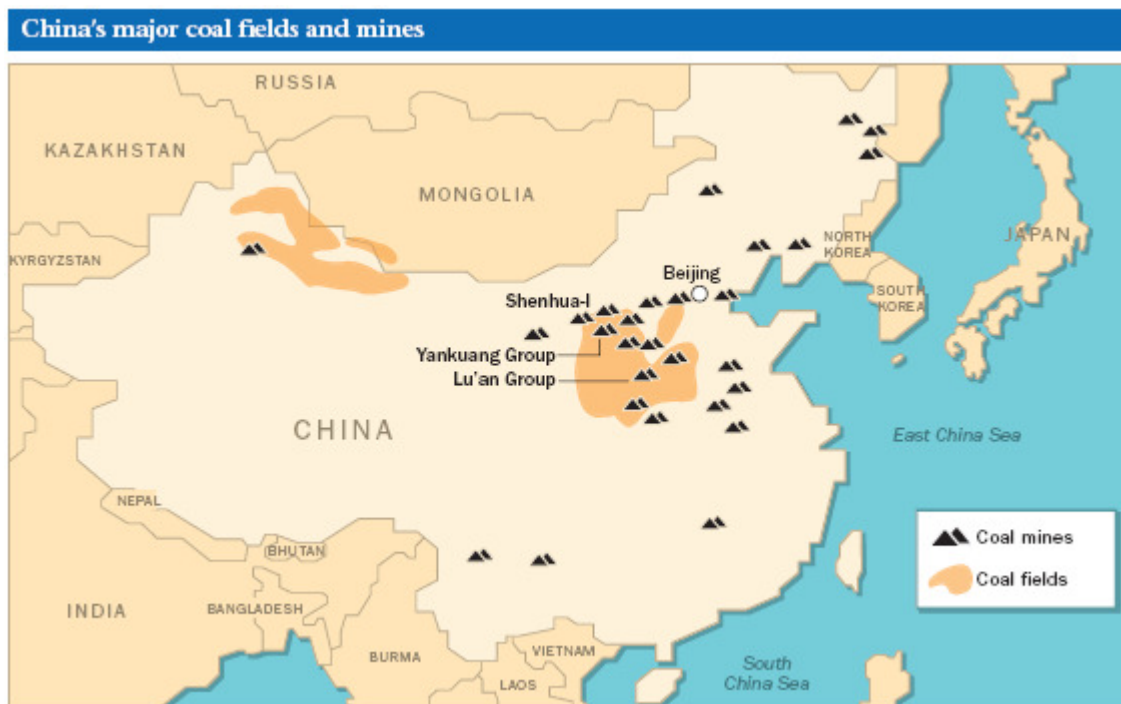 China's major coal fields and mines
RUSSIA
KAZAKHSTAN
MONGOLIA
KYRGYZSTAN
NORTH
KOREA
JAPAN
Beijing
SOUTH
KOREA
Shenhua-I
Yankuang Group
Lu'an Group
CHINA
East China Sea
NEPAL
BHUTAN
INDIA
BANGLADESH
BURMA
VIETNAM
LAOS
South
China Sea
Coal mines
Coal fields